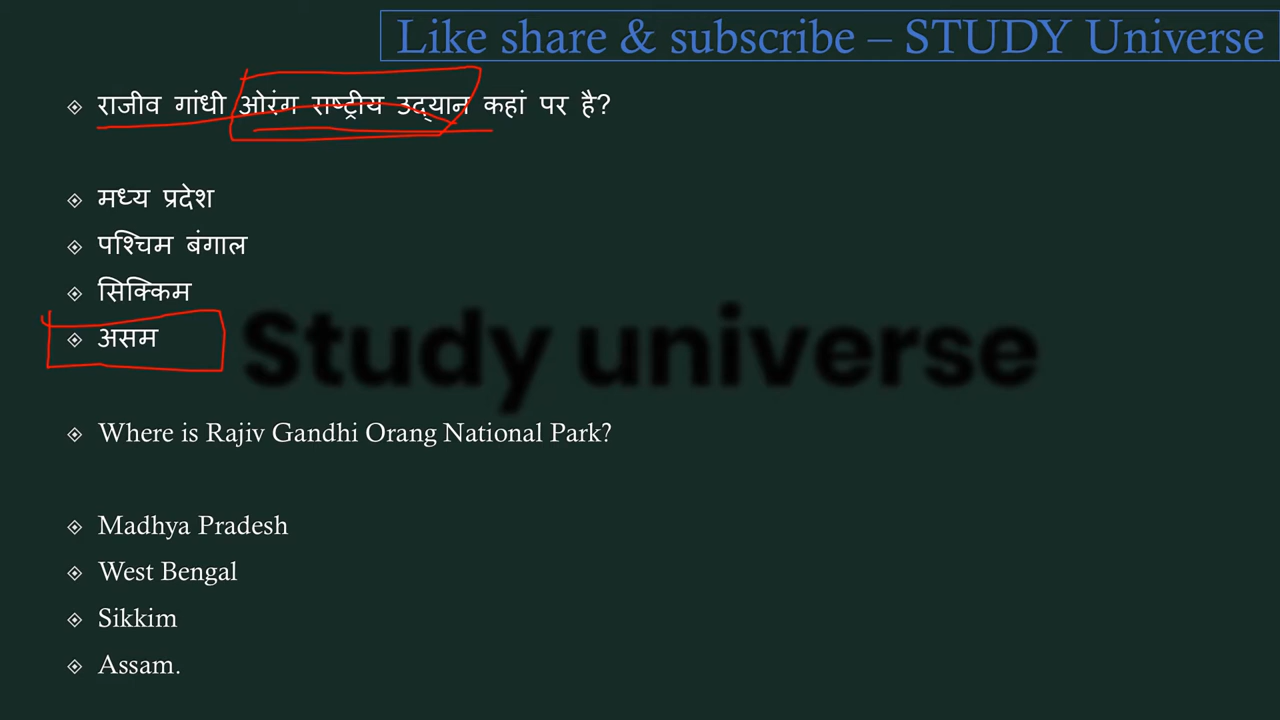 Like share & subscribe – STUDY Universe
राजीव गांधी ओरंग राष्ट्रीय उद्यान कहां पर है?
मध्य प्रदेश
पश्चिम बंगाल
सिक्किम
असम
Study universe
Where is Rajiv Gandhi Orang National Park?
Madhya Pradesh
West Bengal
Sikkim
Assam.